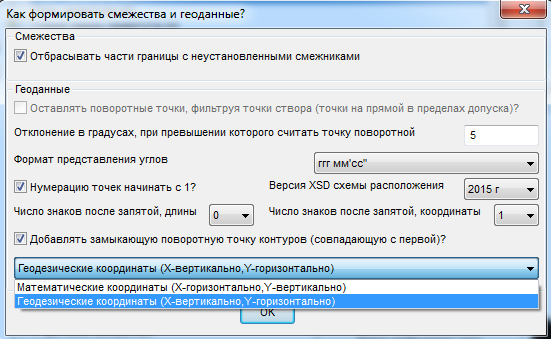 Как формировать смежества и геоданные?
Смежества
Отбрасывать части границы с неустановленными смежниками
Геоданные
Оставлять поворотные точки, фильтруя точки створа (точки на прямой в пределах допуска)?
Отклонение в градусах, при превышении которого считать точку поворотной 5
Формат представления углов ггг мм'сс"
Нумерацию точек начинать с 1? Версия XSD схемы расположения 2015 г
Число знаков после запятой, длины 0 Число знаков после запятой, координаты 1
Добавлять замыкающую поворотную точку контуров (совпадающую с первой)?
Геодезические координаты (X-вертикально,Y-горизонтально)
Математические координаты (X-горизонтально,Y-вертикально)
Геодезические координаты (X-вертикально,Y-горизонтально)
OK